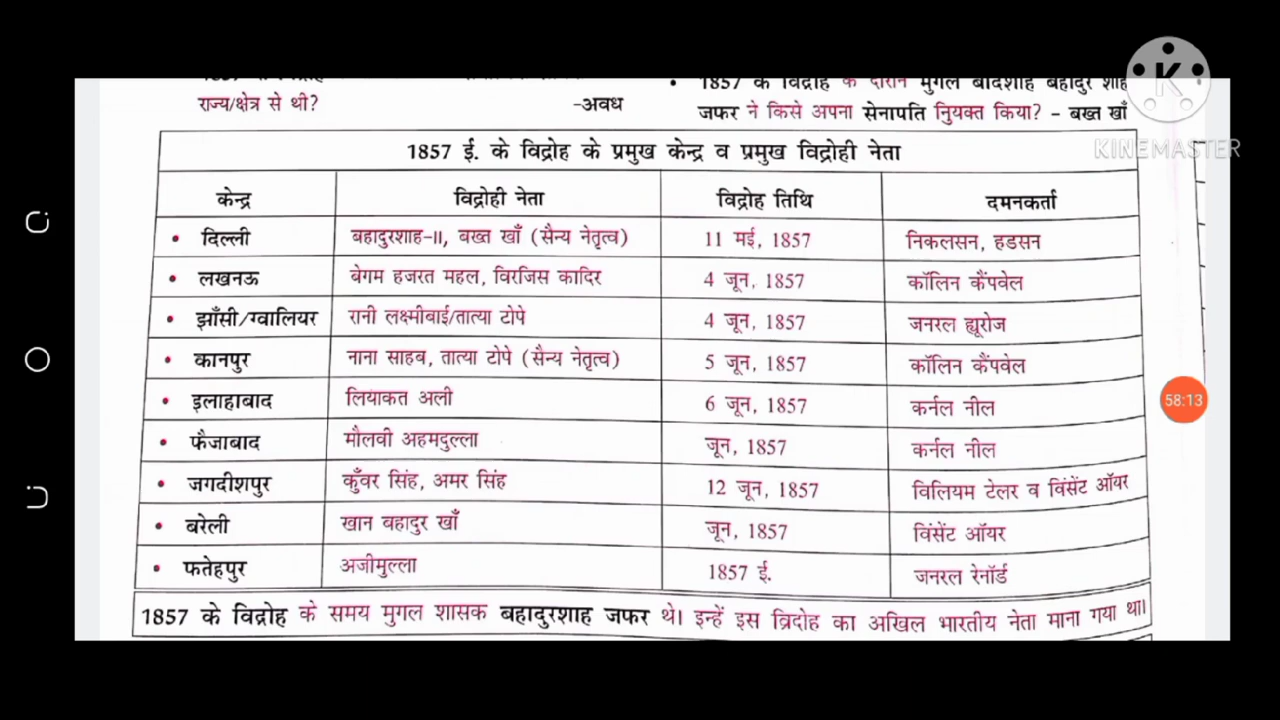 राज्य/क्षेत्र से थी? -अवध
• 1857 के विद्रोह के दौरान मुगल बादशाह बहादुर शाह
जफर ने किसे अपना सेनापति नियुक्त किया? - बख्त खाँ
KINEMASTER
1857 ई. के विद्रोह के प्रमुख केन्द्र व प्रमुख विद्रोही नेता
केन्द्र विद्रोही नेता विद्रोह तिथि दमनकर्ता
• दिल्ली बहादुरशाह-II, बख्त खाँ (सैन्य नेतृत्व) 11 मई, 1857 निकलसन, हडसन
• लखनऊ बेगम हजरत महल, विरजिस कादिर 4 जून, 1857 कॉलिन कैंपवेल
• झाँसी/ग्वालियर रानी लक्ष्मीबाई/तात्या टोपे 4 जून, 1857 जनरल ह्यूरोज
• कानपुर नाना साहब, तात्या टोपे (सैन्य नेतृत्व) 5 जून, 1857 कॉलिन कैंपवेल
• इलाहाबाद लियाकत अली 6 जून, 1857 कर्नल नील
58:13
• फैजाबाद मौलवी अहमदुल्ला जून, 1857 कर्नल नील
• जगदीशपुर कुँवर सिंह, अमर सिंह 12 जून, 1857 विलियम टेलर व विंसेंट ऑयर
• बरेली खान बहादुर खाँ जून, 1857 विंसेंट ऑयर
• फतेहपुर अजीमुल्ला 1857 ई. जनरल रेनॉर्ड
1857 के विद्रोह के समय मुगल शासक बहादुरशाह जफर थे। इन्हें इस व्रिदोह का अखिल भारतीय नेता माना गया था।